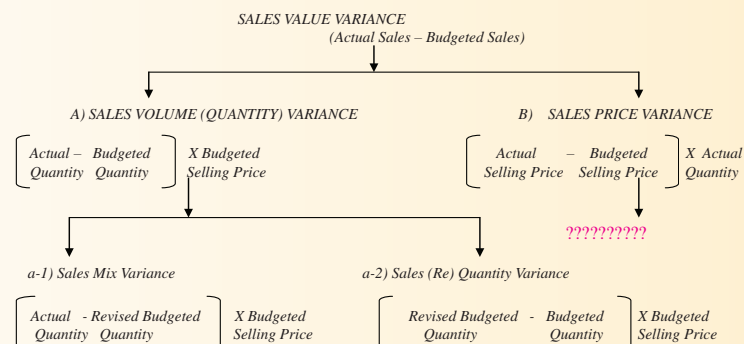 SALES VALUE VARIANCE
(Actual Sales – Budgeted Sales)
A) SALES VOLUME (QUANTITY) VARIANCE
B) SALES PRICE VARIANCE
Actual – Budgeted X Budgeted
Quantity Quantity Selling Price
Actual – Budgeted X Actual
Selling Price Selling Price Quantity
??????????
a-1) Sales Mix Variance
a-2) Sales (Re) Quantity Variance
Actual - Revised Budgeted X Budgeted
Quantity Quantity Selling Price
Revised Budgeted - Budgeted X Budgeted
Quantity Quantity Selling Price